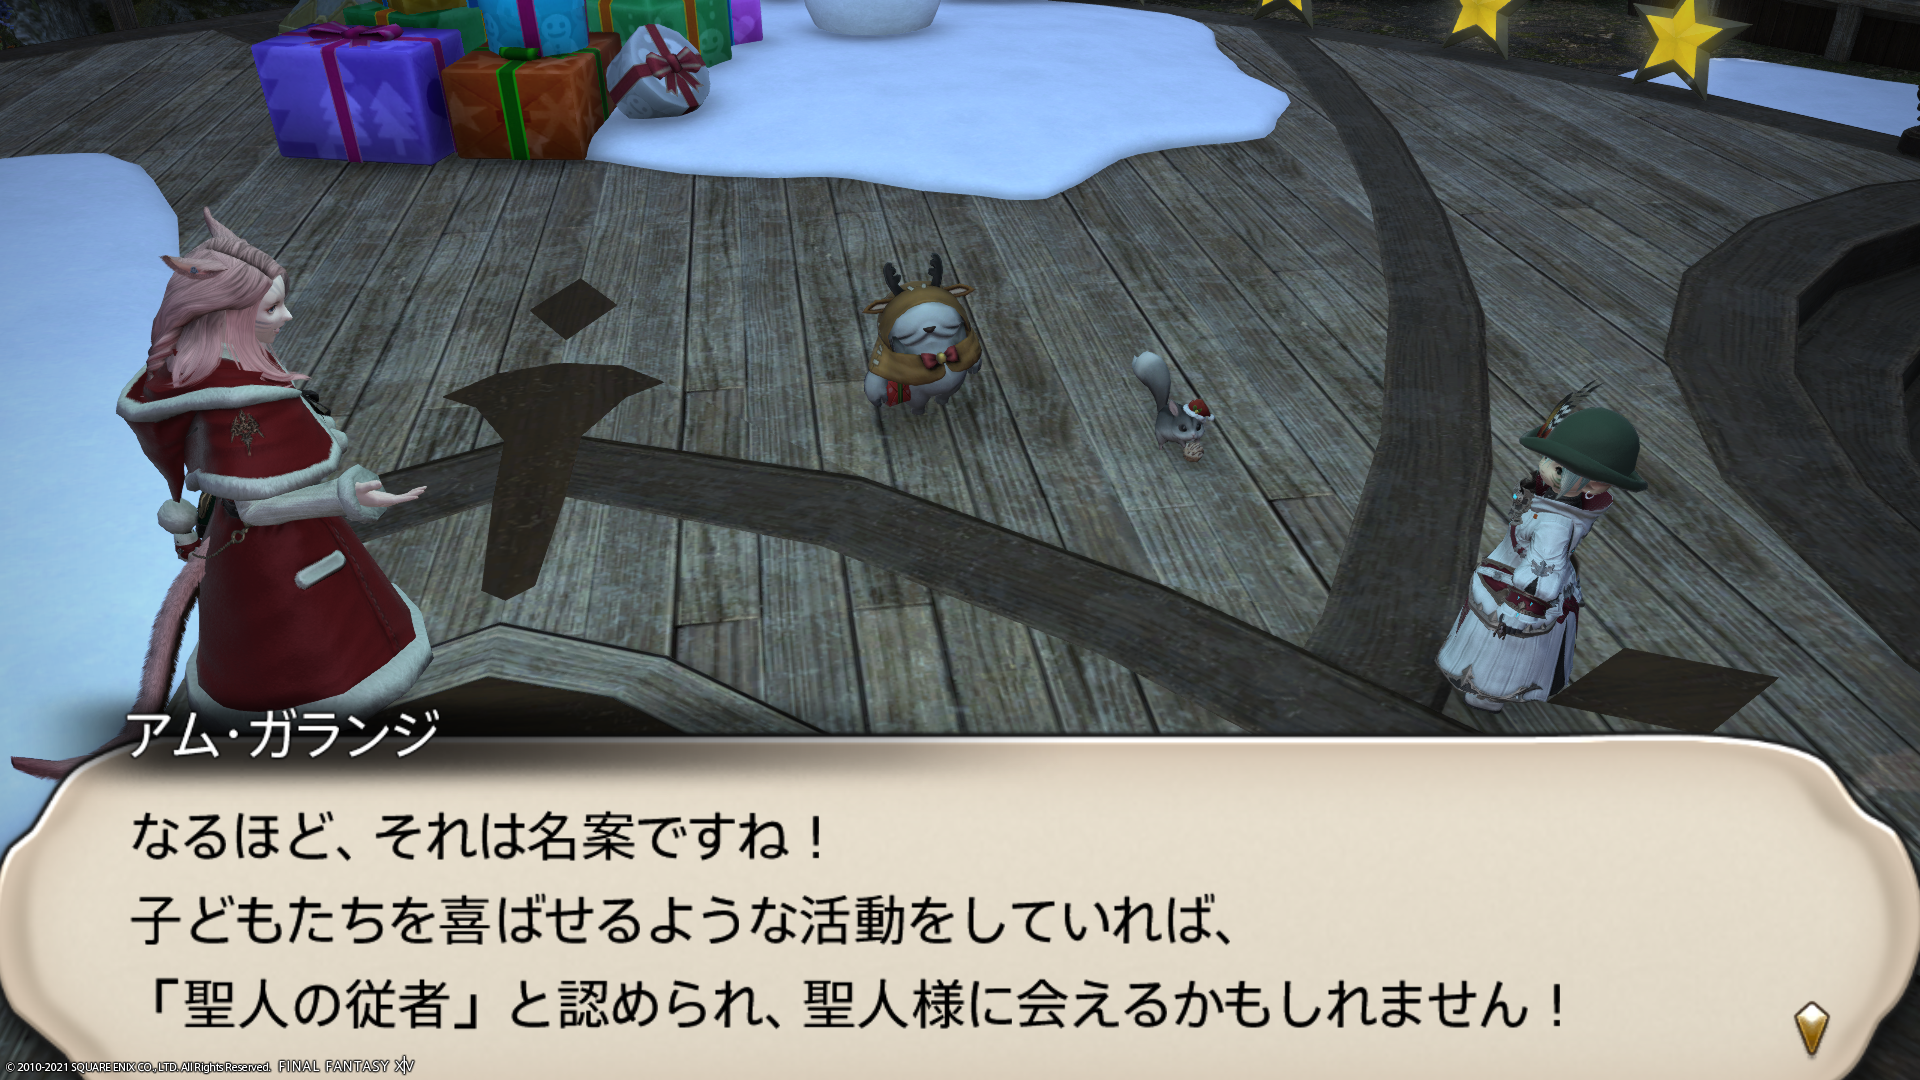 アム・ガランジ
なるほど、それは名案ですね！
子どもたちを喜ばせるような活動をしていれば、
「聖人の従者」と認められ、聖人様に会えるかもしれません！
© 2010-2021 SQUARE ENIX CO., LTD. All Rights Reserved. FINAL FANTASY XIV